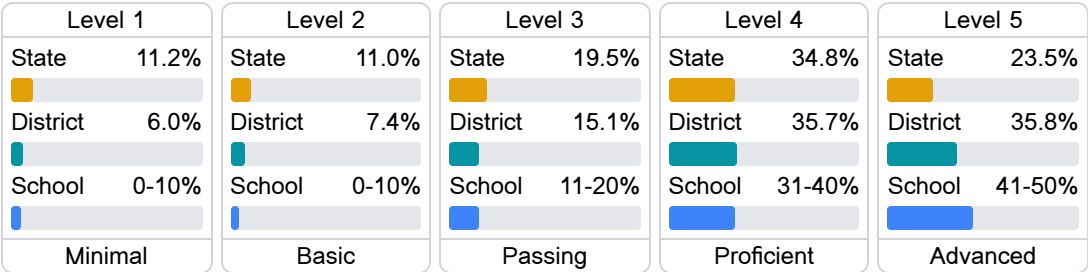 Level 1
State 11.2%
District 6.0%
School 0-10%
Minimal
Level 2
State 11.0%
District 7.4%
School 0-10%
Basic
Level 3
State 19.5%
District 15.1%
School 11-20%
Passing
Level 4
State 34.8%
District 35.7%
School 31-40%
Proficient
Level 5
State 23.5%
District 35.8%
School 41-50%
Advanced